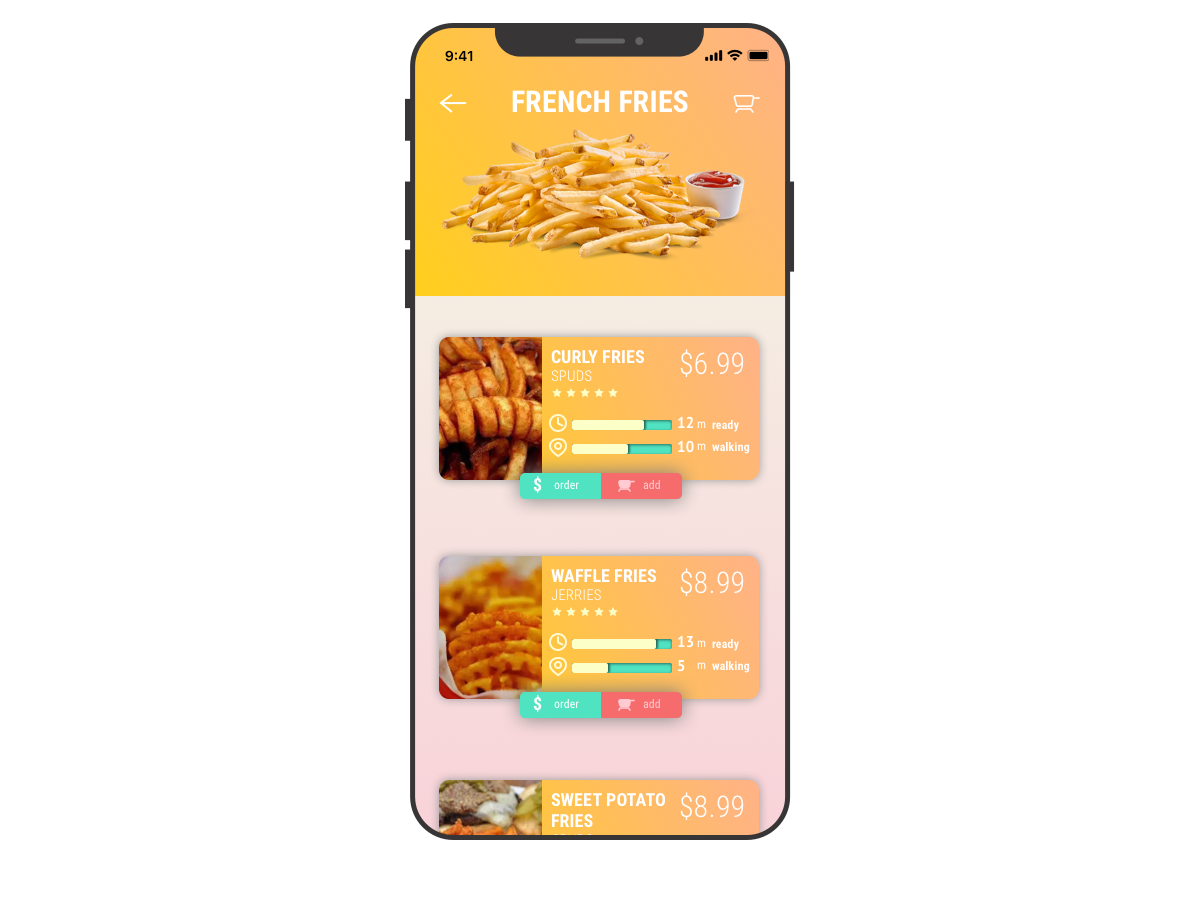 9:41
FRENCH FRIES
CURLY FRIES
$6.99
SPUDS
12 m ready
10 m walking
$ order
add
WAFFLE FRIES
$8.99
JERRIES
13 m ready
5 m walking
$ order
add
SWEET POTATO
FRIES
$8.99